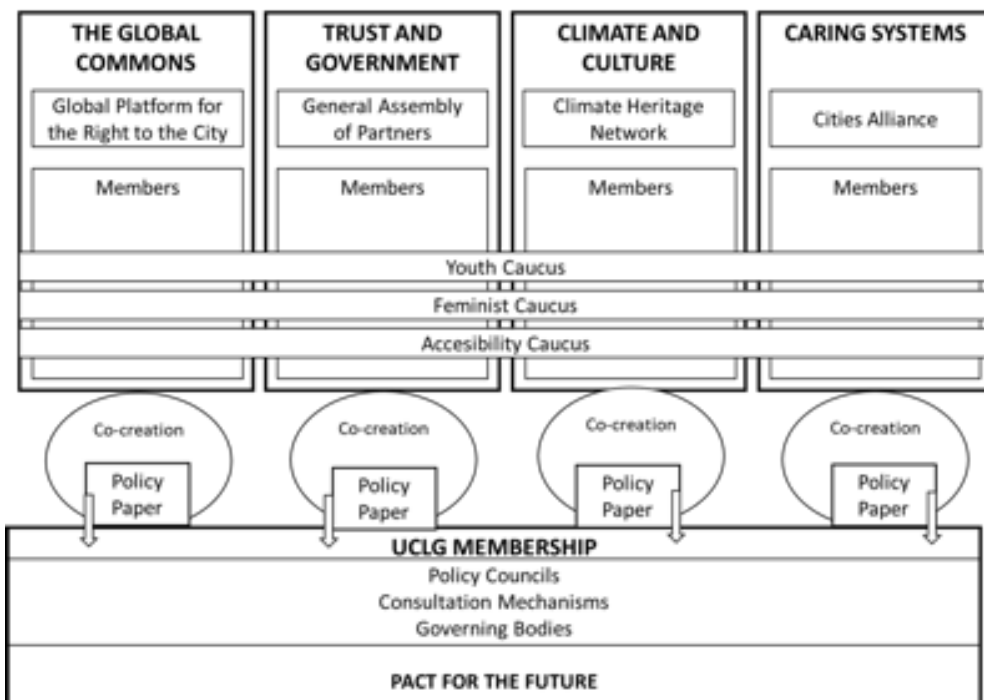 THE GLOBAL
COMMONS
Global Platform for
the Right to the City
Members
TRUST AND
GOVERNMENT
General Assembly
of Partners
Members
CLIMATE AND
CULTURE
Climate Heritage
Network
Members
CARING SYSTEMS
Cities Alliance
Members
Youth Caucus
Feminist Caucus
Accesibility Caucus
Co-creation
Policy
Paper
Co-creation
Policy
Paper
Co-creation
Policy
Paper
Co-creation
Policy
Paper
UCLG MEMBERSHIP
Policy Councils
Consultation Mechanisms
Governing Bodies
PACT FOR THE FUTURE